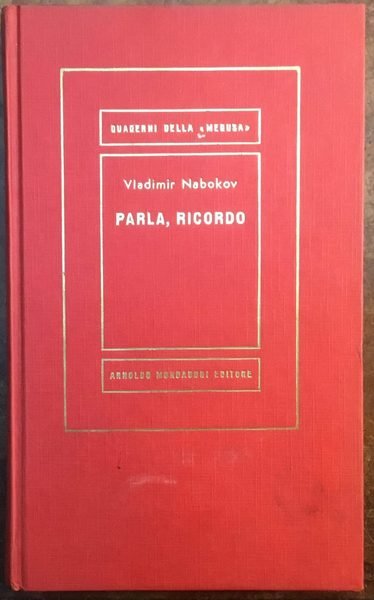 QUADERNI DELLA «MEDUSA»
Vladimir Nabokov
PARLA, RICORDO
ARNOLDO MONDADORI EDITORE